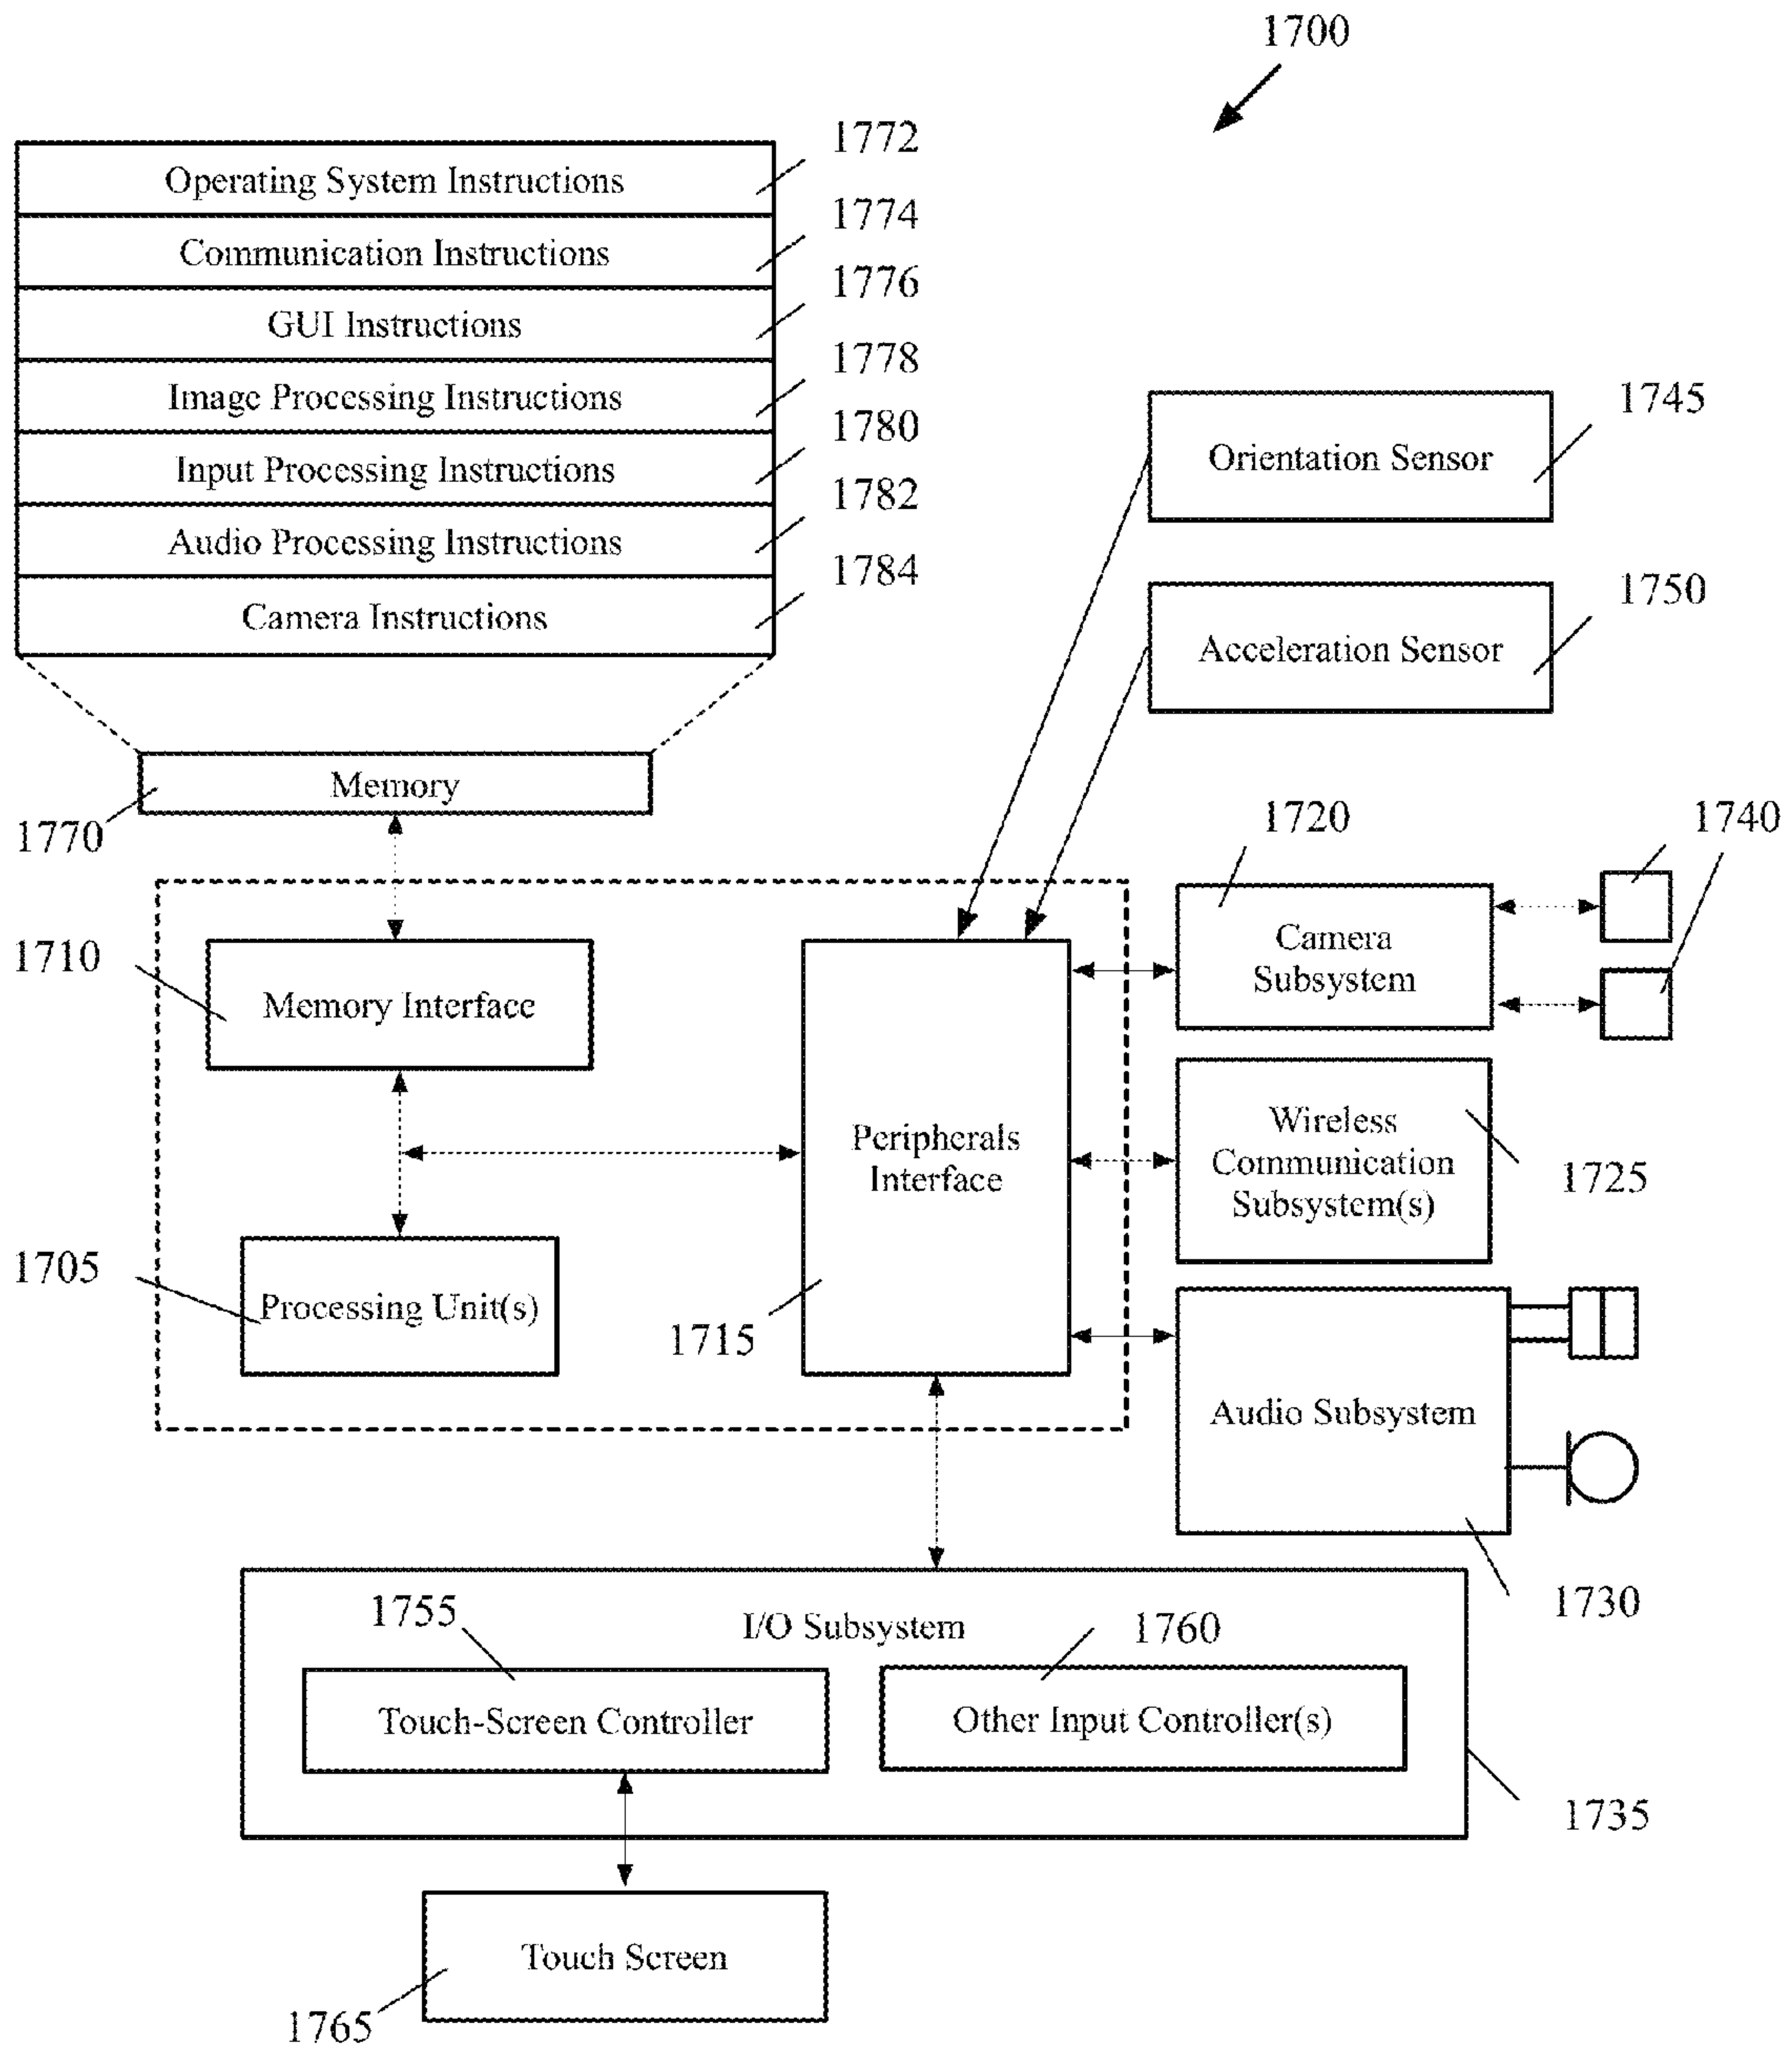 1700
1772
Operating System Instructions
1774
Communication Instructions
1776
GUI Instructions
1778
Image Processing Instructions
1780
Input Processing Instructions
1782
Audio Processing Instructions
1784
Camera Instructions
1745
Orientation Sensor
1750
Acceleration Sensor
Memory
1770
1720
1740
Camera
Subsystem
1710
Memory Interface
Peripherals
Interface
Wireless
Communication
Subsystem(s)
1725
1705
Processing Unit(s)
1715
Audio Subsystem
1730
1755
I/O Subsystem
1760
Touch-Screen Controller
Other Input Controller(s)
1735
Touch Screen
1765